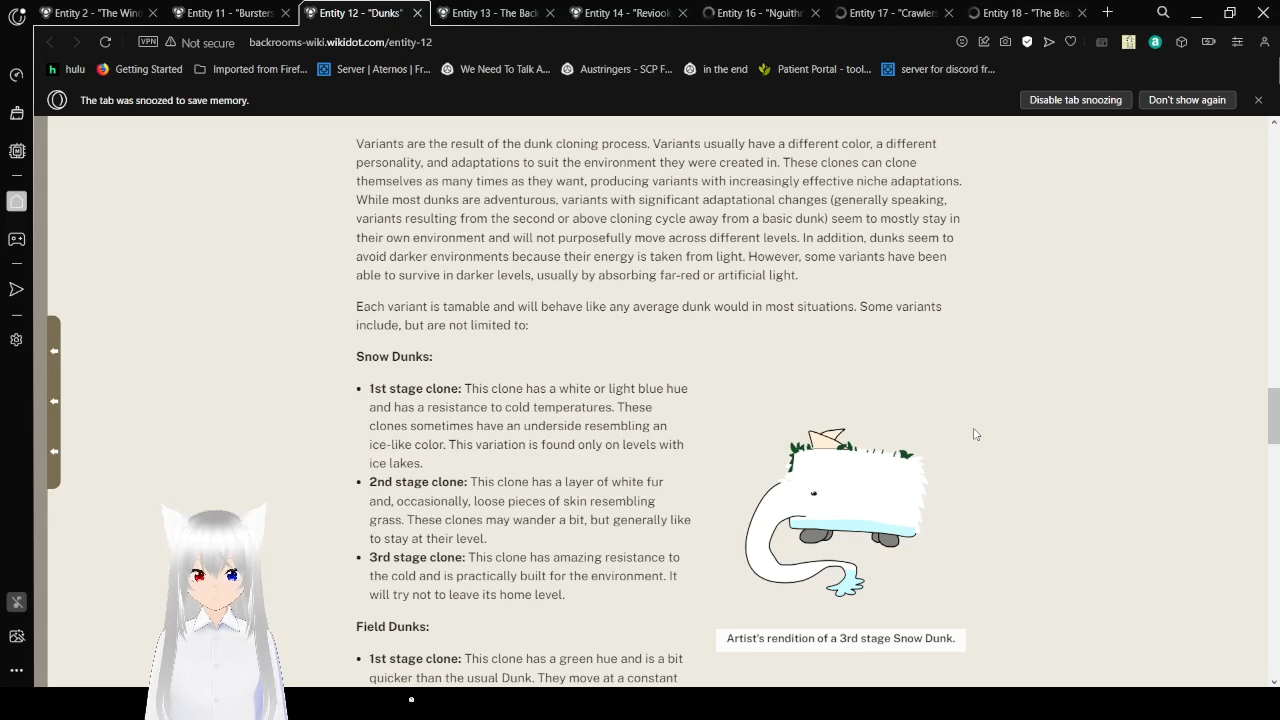 Entity 2 - "The Wind
Entity 11 - "Bursters
Entity 12 - "Dunks"
Entity 13 - The Back
Entity 14 - "Reviook
Entity 16 - "Nguithr
Entity 17 - "Crawlers
Entity 18 - "The Bea
VPN
Not secure
backrooms-wiki.wikidot.com/entity-12
hulu
Getting Started
Imported from Firef...
Server | Aternos | Fr...
We Need To Talk A...
Austringers - SCP F...
in the end
Patient Portal - tool...
server for discord fr...
The tab was snoozed to save memory.
Disable tab snoozing
Don't show again
Variants are the result of the dunk cloning process. Variants usually have a different color, a different
personality, and adaptations to suit the environment they were created in. These clones can clone
themselves as many times as they want, producing variants with increasingly effective niche adaptations.
While most dunks are adventurous, variants with significant adaptational changes (generally speaking,
variants resulting from the second or above cloning cycle away from a basic dunk) seem to mostly stay in
their own environment and will not purposefully move across different levels. In addition, dunks seem to
avoid darker environments because their energy is taken from light. However, some variants have been
able to survive in darker levels, usually by absorbing far-red or artificial light.
Each variant is tamable and will behave like any average dunk would in most situations. Some variants
include, but are not limited to:
Snow Dunks:
• 1st stage clone: This clone has a white or light blue hue
and has a resistance to cold temperatures. These
clones sometimes have an underside resembling an
ice-like color. This variation is found only on levels with
ice lakes.
• 2nd stage clone: This clone has a layer of white fur
and, occasionally, loose pieces of skin resembling
grass. These clones may wander a bit, but generally like
to stay at their level.
• 3rd stage clone: This clone has amazing resistance to
the cold and is practically built for the environment. It
will try not to leave its home level.
Artist's rendition of a 3rd stage Snow Dunk.
Field Dunks:
• 1st stage clone: This clone has a green hue and is a bit
quicker than the usual Dunk. They move at a constant